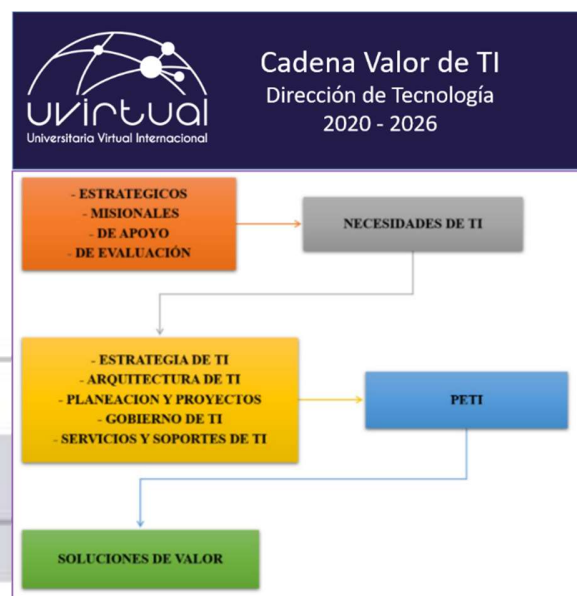 uvirtual
Universitaria Virtual Internacional
Cadena Valor de TI
Dirección de Tecnología
2020 - 2026
- ESTRATEGICOS
- MISIONALES
- DE APOYO
- DE EVALUACIÓN
NECESIDADES DE TI
- ESTRATEGIA DE TI
- ARQUITECTURA DE TI
- PLANEACION Y PROYECTOS
- GOBIERNO DE TI
- SERVICIOS Y SOPORTES DE TI
PETI
SOLUCIONES DE VALOR